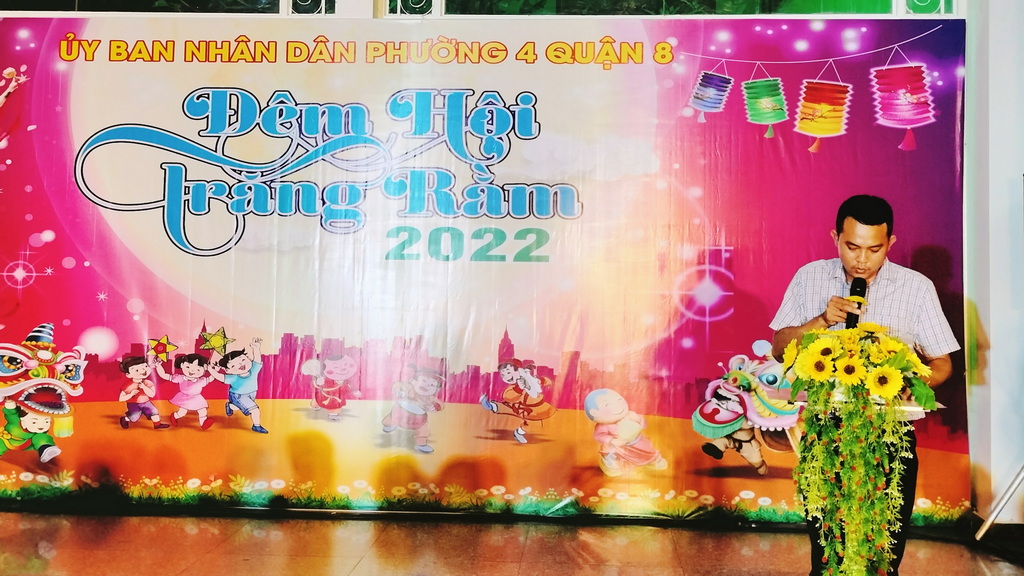 ỦY BAN NHÂN DÂN PHƯỜNG 4 QUẬN 8
Đêm Hội
trăng Rằm
2022